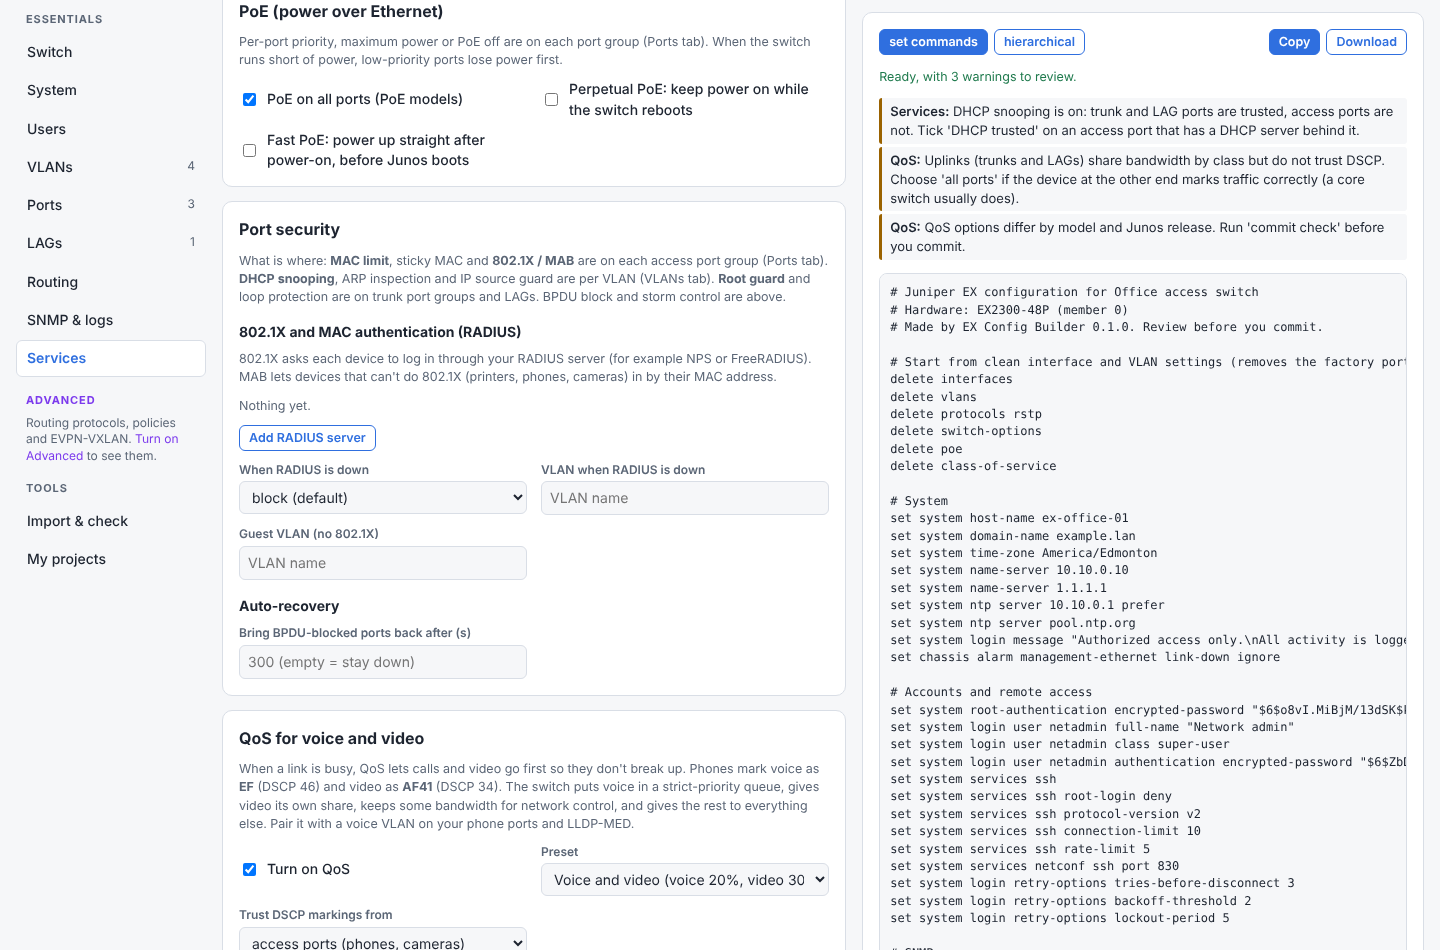 ESSENTIALS
Switch
System
Users
VLANs 4
Ports 3
LAGs 1
Routing
SNMP & logs
Services
ADVANCED
Routing protocols, policies
and EVPN-VXLAN. Turn on
Advanced to see them.
TOOLS
Import & check
My projects
PoE (power over Ethernet)
Per-port priority, maximum power or PoE off are on each port group (Ports tab). When the switch
runs short of power, low-priority ports lose power first.
PoE on all ports (PoE models)
Perpetual PoE: keep power on while
the switch reboots
Fast PoE: power up straight after
power-on, before Junos boots
Port security
What is where: MAC limit, sticky MAC and 802.1X / MAB are on each access port group (Ports tab).
DHCP snooping, ARP inspection and IP source guard are per VLAN (VLANs tab). Root guard and
loop protection are on trunk port groups and LAGs. BPDU block and storm control are above.
802.1X and MAC authentication (RADIUS)
802.1X asks each device to log in through your RADIUS server (for example NPS or FreeRADIUS).
MAB lets devices that can't do 802.1X (printers, phones, cameras) in by their MAC address.
Nothing yet.
Add RADIUS server
When RADIUS is down
block (default)
VLAN when RADIUS is down
VLAN name
Guest VLAN (no 802.1X)
VLAN name
Auto-recovery
Bring BPDU-blocked ports back after (s)
300 (empty = stay down)
QoS for voice and video
When a link is busy, QoS lets calls and video go first so they don't break up. Phones mark voice as
EF (DSCP 46) and video as AF41 (DSCP 34). The switch puts voice in a strict-priority queue, gives
video its own share, keeps some bandwidth for network control, and gives the rest to everything
else. Pair it with a voice VLAN on your phone ports and LLDP-MED.
Turn on QoS
Preset
Voice and video (voice 20%, video 30
Trust DSCP markings from
access ports (phones, cameras)
set commands
hierarchical
Copy
Download
Ready, with 3 warnings to review.
Services: DHCP snooping is on: trunk and LAG ports are trusted, access ports are
not. Tick 'DHCP trusted' on an access port that has a DHCP server behind it.
QoS: Uplinks (trunks and LAGs) share bandwidth by class but do not trust DSCP.
Choose 'all ports' if the device at the other end marks traffic correctly (a core
switch usually does).
QoS: QoS options differ by model and Junos release. Run 'commit check' before
you commit.
# Juniper EX configuration for Office access switch
# Hardware: EX2300-48P (member 0)
# Made by EX Config Builder 0.1.0. Review before you commit.
# Start from clean interface and VLAN settings (removes the factory port
delete interfaces
delete vlans
delete protocols rstp
delete switch-options
delete poe
delete class-of-service
# System
set system host-name ex-office-01
set system domain-name example.lan
set system time-zone America/Edmonton
set system name-server 10.10.0.10
set system name-server 1.1.1.1
set system ntp server 10.10.0.1 prefer
set system ntp server pool.ntp.org
set system login message "Authorized access only.\nAll activity is logge
set chassis alarm management-ethernet link-down ignore
# Accounts and remote access
set system root-authentication encrypted-password "$6$o8vI.MiBjM/13dSK$
set system login user netadmin full-name "Network admin"
set system login user netadmin class super-user
set system login user netadmin authentication encrypted-password "$6$Zb
set system services ssh
set system services ssh root-login deny
set system services ssh protocol-version v2
set system services ssh connection-limit 10
set system services ssh rate-limit 5
set system services netconf ssh port 830
set system login retry-options tries-before-disconnect 3
set system login retry-options backoff-threshold 2
set system login retry-options lockout-period 5